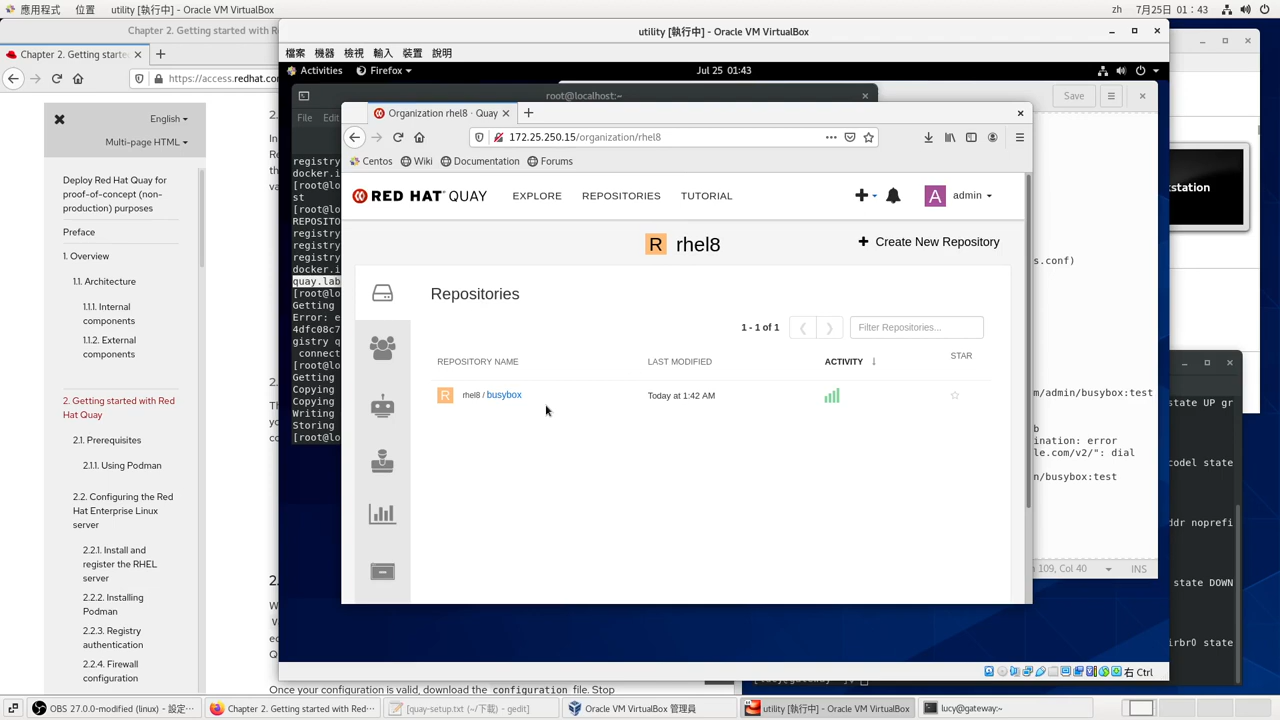 應用程式 位置 utility [執行中] - Oracle VM VirtualBox zh 7月25日 01：43
Chapter 2. Getting started with R
Chapter 2. Getting starte
https://access.redhat.co
English
Multi-page HTML
Deploy Red Hat Quay for
proof-of-concept (non-
production) purposes
Preface
1. Overview
1.1. Architecture
1.1.1. Internal
components
1.1.2. External
components
2. Getting started with Red
Hat Quay
2.1. Prerequisites
2.1.1. Using Podman
2.2. Configuring the Red
Hat Enterprise Linux
server
2.2.1. Install and
register the RHEL
server
2.2.2. Installing
Podman
2.2.3. Registry
authentication
2.2.4. Firewall
configuration
Once your configuration is valid, download the configuration file. Stop
utility [執行中] - Oracle VM VirtualBox
檔案 機器 檢視 輸入 裝置 說明
Activities Firefox Jul 25 01:43
root@localhost:~
File Edi
registry
docker.i
[root@lo
st
[root@lo
REPOSITO
registry
registry
registry
docker.i
quay.lab
[root@lo
Getting
Error: e
4dfc08c7
gistry q
connect
[root@lo
Getting
Copying
Copying
Writing
Storing
[root@lo
Save
Organization rhel8 · Quay
172.25.250.15/organization/rhel8
Centos Wiki Documentation Forums
RED HAT QUAY EXPLORE REPOSITORIES TUTORIAL A admin
R rhel8 Create New Repository
Repositories
1 - 1 of 1 Filter Repositories...
REPOSITORY NAME LAST MODIFIED ACTIVITY STAR
R rhel8 / busybox Today at 1:42 AM
s.conf)
om/admin/busybox:test
b
ination: error
le.com/v2/": dial
n/busybox:test
109, Col 40 INS
右 Ctrl
kstation
state UP gr
codel state
ddr noprefi
state DOWN
irbr0 state
OBS 27.0.0-modified (linux) - 設定⋯ Chapter 2. Getting started with Red⋯ [quay-setup.txt (~/下載) - gedit] Oracle VM VirtualBox 管理員 utility [執行中] - Oracle VM VirtualBox lucy@gateway:~